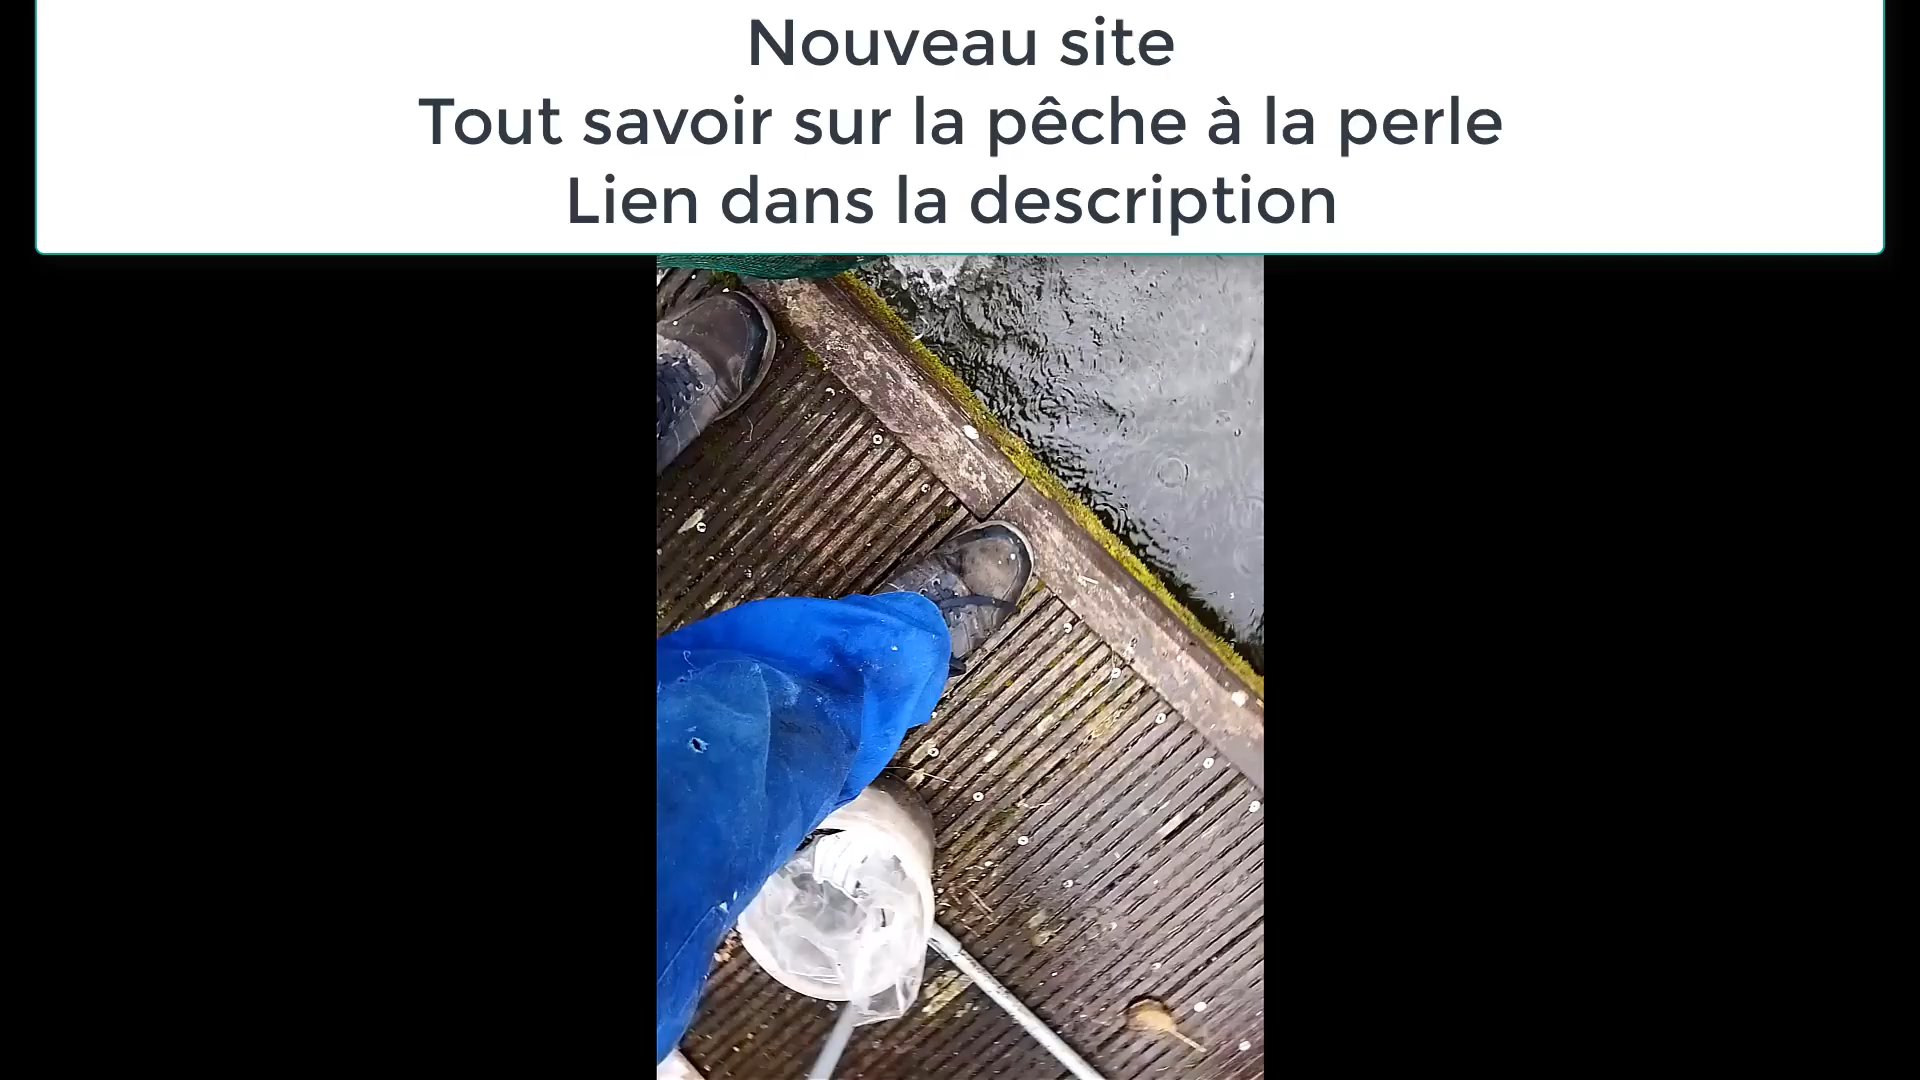 Nouveau site
Tout savoir sur la pêche à la perle
Lien dans la description